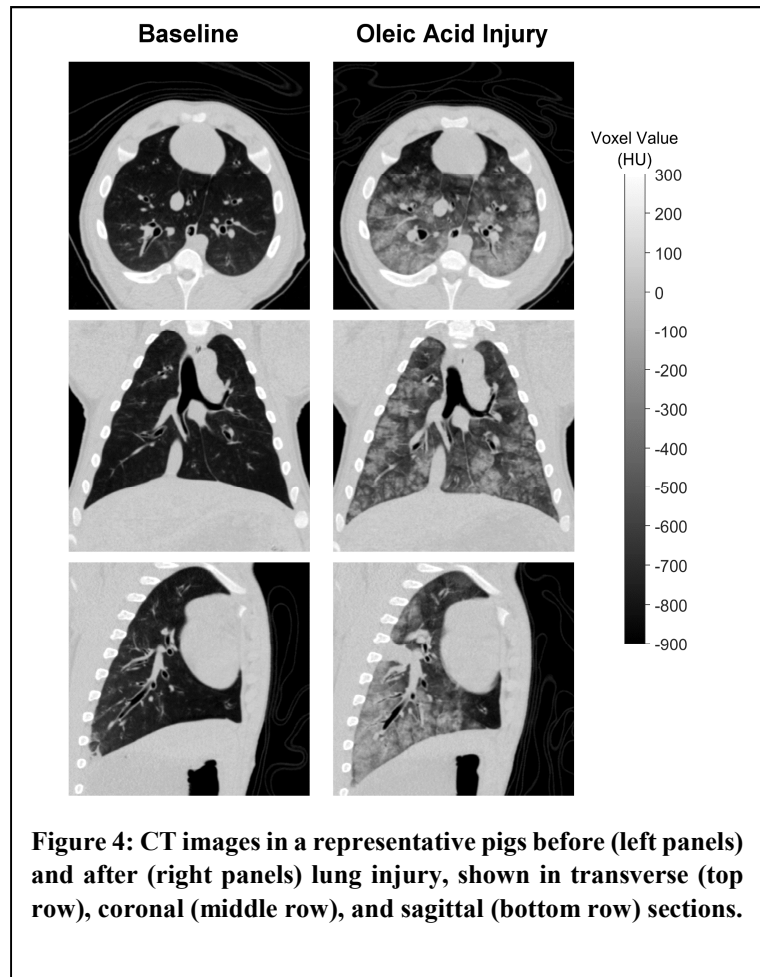 Baseline
Oleic Acid Injury
Voxel Value
(HU)
300
200
100
0
-100
-200
-300
-400
-500
-600
-700
-800
-900
Figure 4: CT images in a representative pigs before (left panels)
and after (right panels) lung injury, shown in transverse (top
row), coronal (middle row), and sagittal (bottom row) sections.